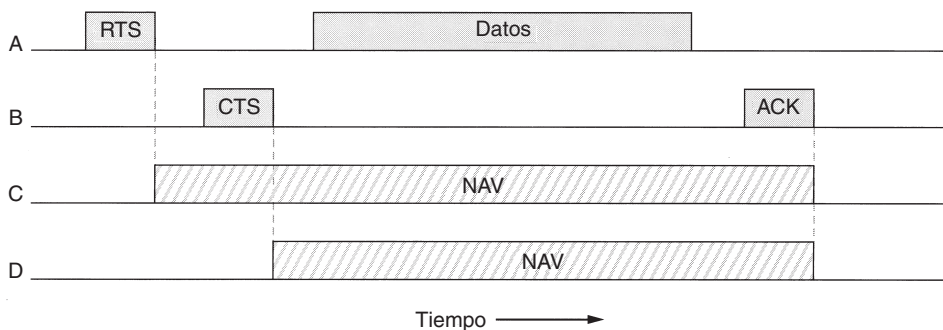 RTS
Datos
A
CTS
ACK
B
NAV
C
NAV
D
Tiempo